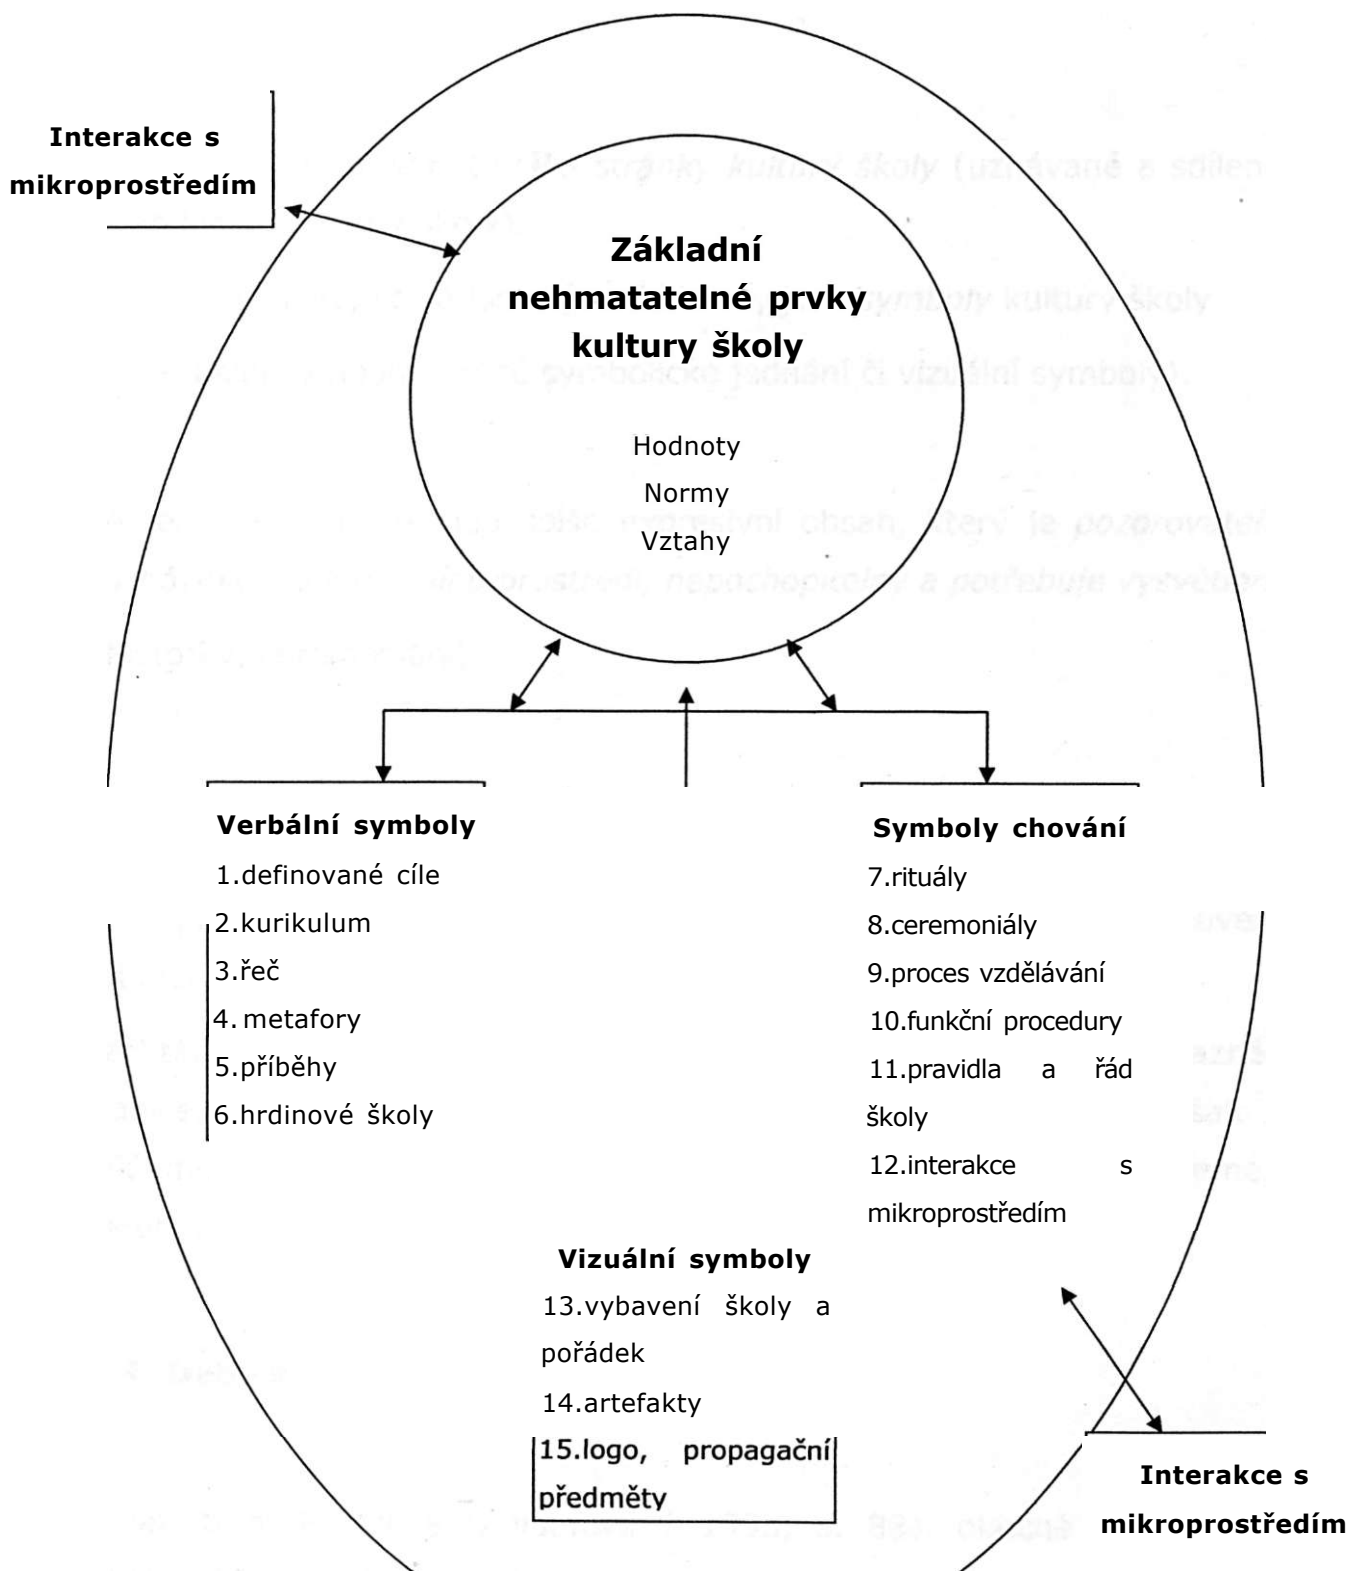 Interakce s
mikroprostředím
Základní
nehmatatelné prvky
kultury školy
Hodnoty
Normy
Vztahy
Verbální symboly
1.definované cíle
2.kurikulum
3.řeč
4. metafory
5.příběhy
6.hrdinové školy
Symboly chování
7.rituály
8.ceremoniály
9.proces vzdělávání
10.funkční procedury
11.pravidla a řád
školy
12.interakce s
mikroprostředím
Vizuální symboly
13.vybavení školy a
pořádek
14.artefakty
15.logo, propagační
předměty
Interakce s
mikroprostředím